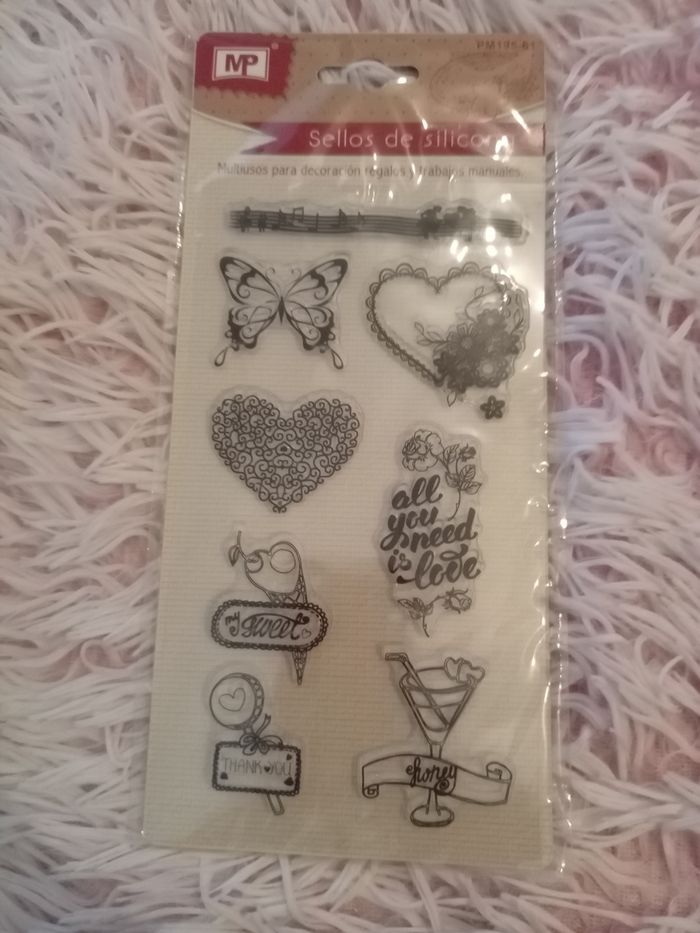 MP
PM195-61
Sellos de silicona
Multiusos para decoración regalos y trabajos manuales.
all
you
need
is
love
my sweet
THANK YOU
honey